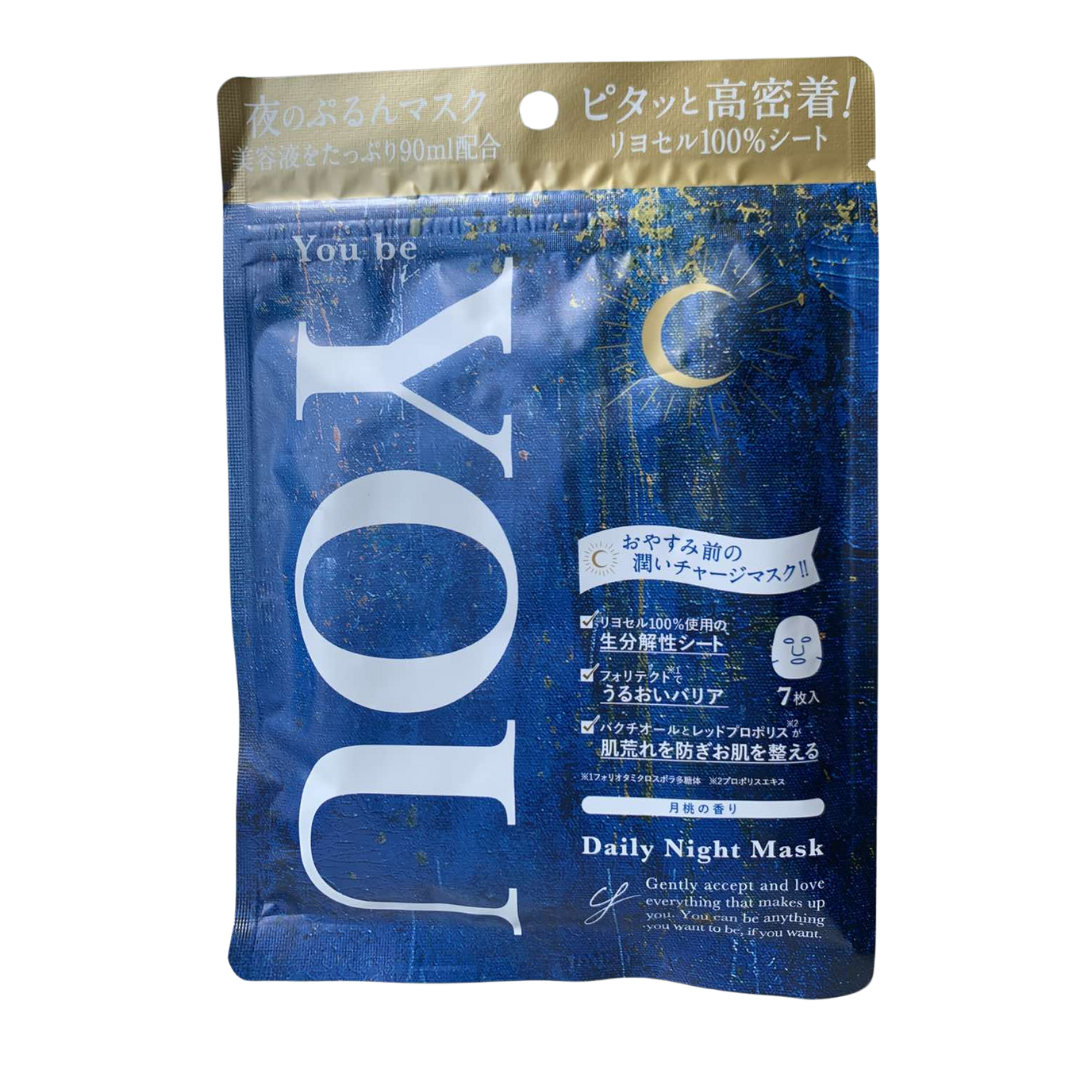 夜のぷるんマスク
美容液をたっぷり90ml配合
ピタッと高密着!
リヨセル100%シート
You be
YOU
おやすみ前の
潤いチャージマスク!!
リヨセル100%使用の
生分解性シート
フォリテクト※1で
うるおいバリア
7枚入
バクチオールとレッドプロポリス※2が
肌荒れを防ぎお肌を整える
※1フォリオタミクロスポラ多糖体 ※2プロポリスエキス
月桃の香り
Daily Night Mask
Gently accept and love
everything that makes up
you. You can be anything
you want to be, if you want.